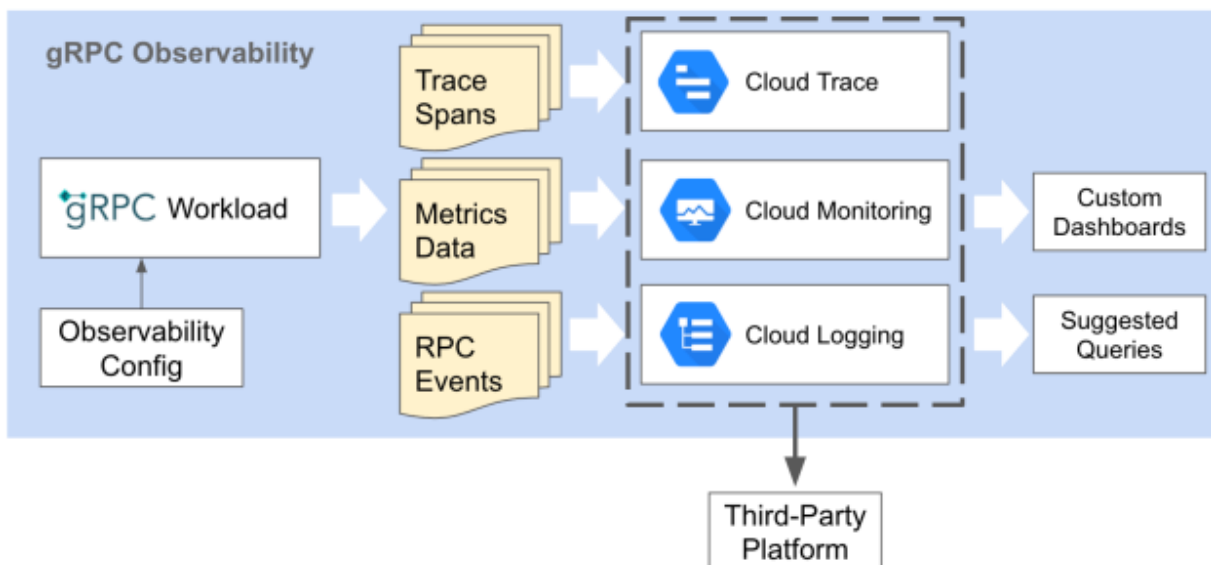 gRPC Observability
Trace
Spans
Cloud Trace
gRPC Workload
Metrics
Data
Cloud Monitoring
Custom
Dashboards
Observability
Config
RPC
Events
Cloud Logging
Suggested
Queries
Third-Party
Platform